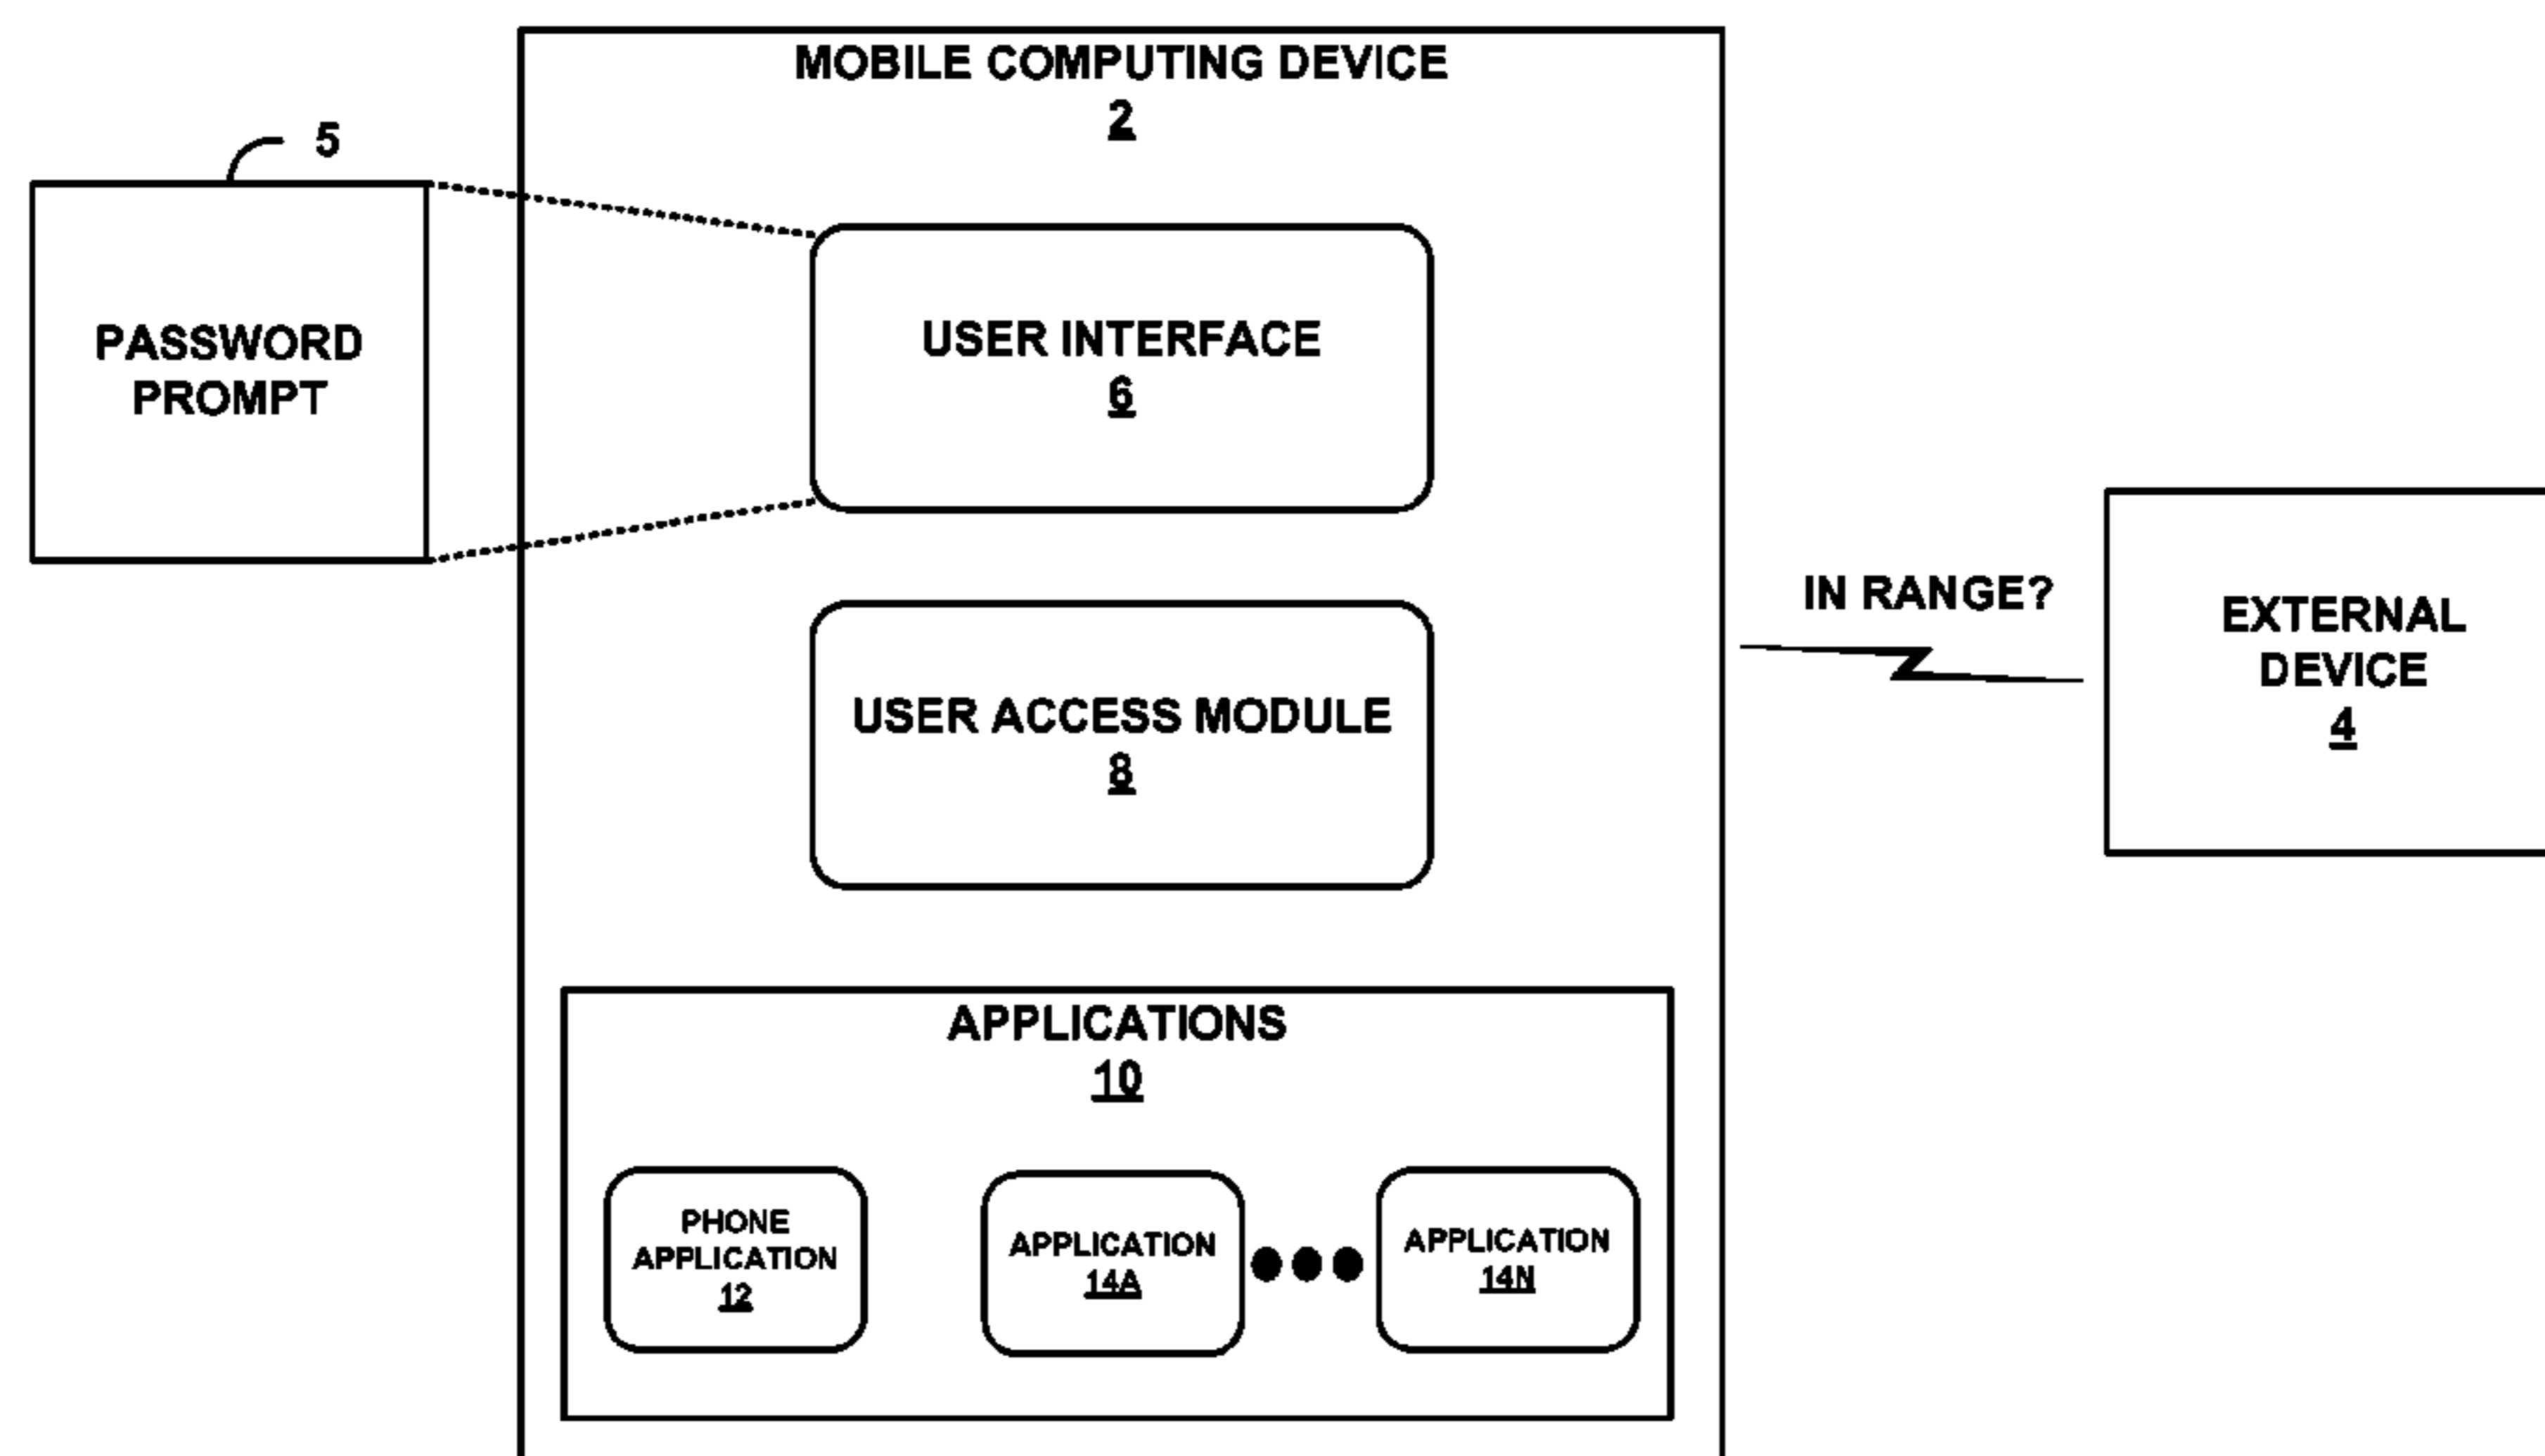 MOBILE COMPUTING DEVICE
2
5
PASSWORD
PROMPT
USER INTERFACE
6
IN RANGE?
EXTERNAL
DEVICE
4
USER ACCESS MODULE
8
APPLICATIONS
10
PHONE
APPLICATION
12
APPLICATION
14A
APPLICATION
14N